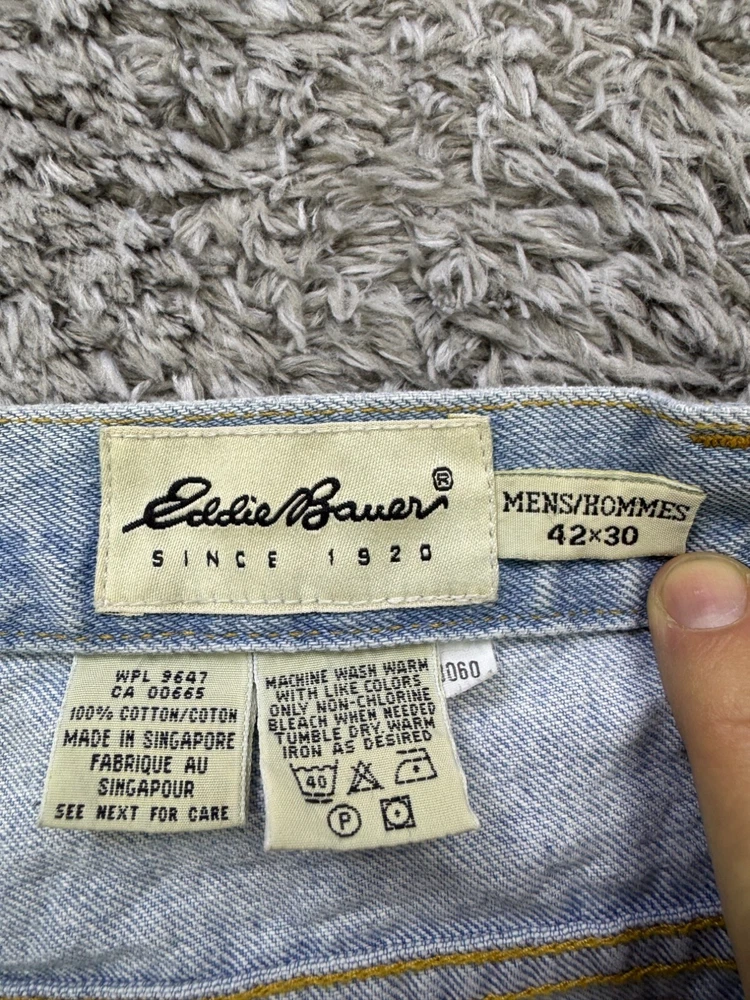 Eddie Bauer®
SINCE 1920
MENS/HOMMES
42×30
WPL 9647
CA 00665
100% COTTON/COTON
MADE IN SINGAPORE
FABRIQUE AU
SINGAPOUR
SEE NEXT FOR CARE
MACHINE WASH WARM
WITH LIKE COLORS
ONLY NON-CHLORINE
BLEACH WHEN NEEDED
TUMBLE DRY WARM
IRON AS DESIRED
40
P